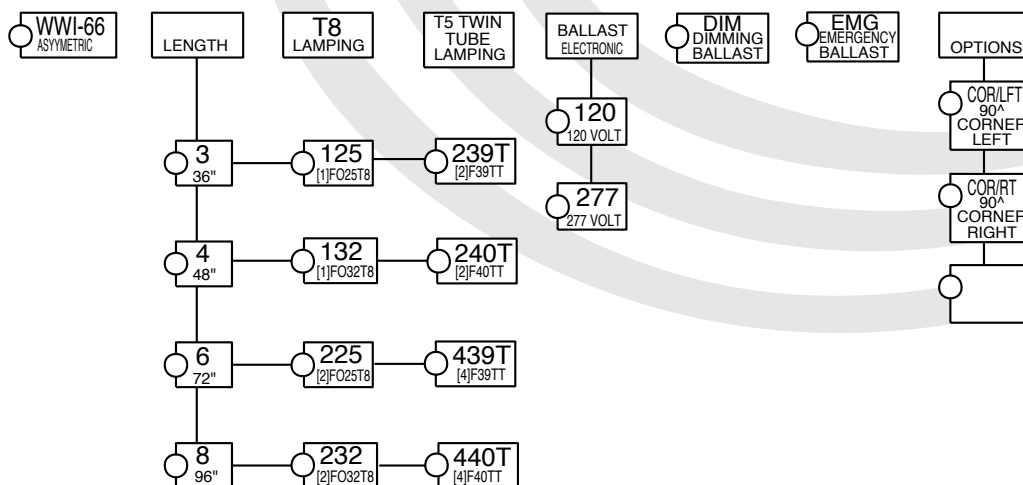 WWI-66
ASYYMETRIC
LENGTH
T8
LAMPING
T5 TWIN
TUBE
LAMPING
BALLAST
ELECTRONIC
DIM
DIMMING
BALLAST
EMG
EMERGENCY
BALLAST
OPTIONS
COR/LFT
90^
CORNER
LEFT
120
120 VOLT
3
36"
125
[1]FO25T8
239T
[2]F39TT
COR/RT
90^
CORNER
RIGHT
277
277 VOLT
4
48"
132
[1]FO32T8
240T
[2]F40TT
6
72"
225
[2]FO25T8
439T
[4]F39TT
8
96"
232
[2]FO32T8
440T
[4]F40TT